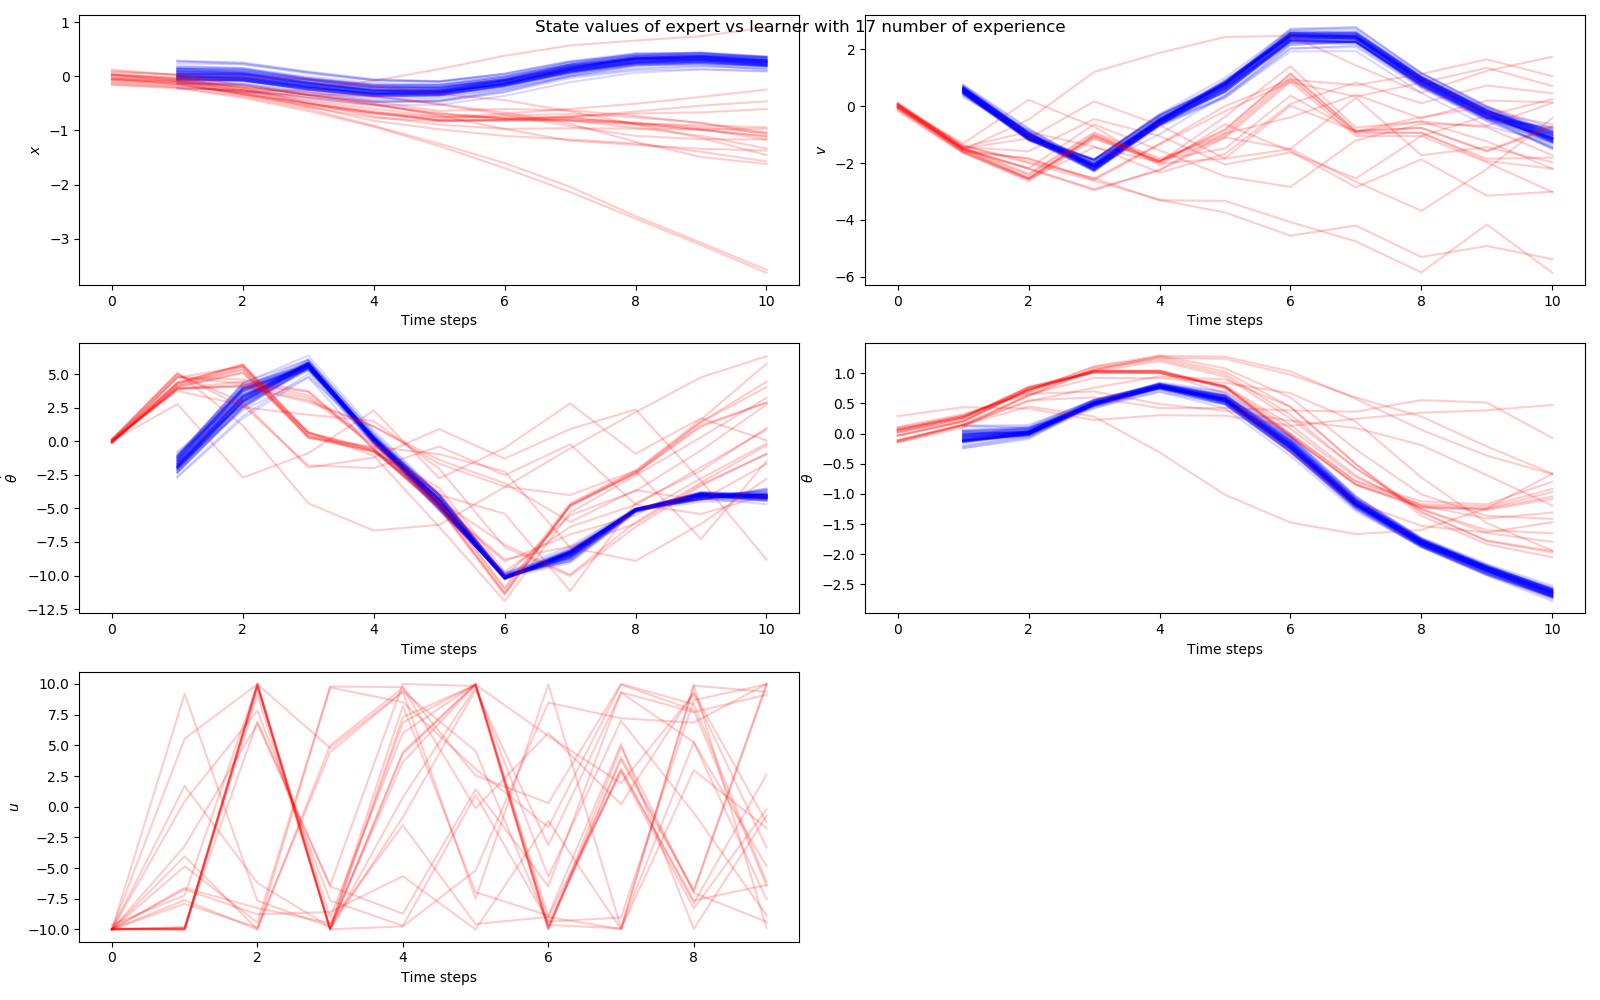 State values of expert vs learner with 17 number of experience
1
0
−1
−2
−3
x
0 2 4 6 8 10
Time steps
2
0
−2
−4
−6
v
0 2 4 6 8 10
Time steps
5.0
2.5
0.0
−2.5
−5.0
−7.5
−10.0
−12.5
θ̇
0 2 4 6 8 10
Time steps
1.0
0.5
0.0
−0.5
−1.0
−1.5
−2.0
−2.5
θ
0 2 4 6 8 10
Time steps
10.0
7.5
5.0
2.5
0.0
−2.5
−5.0
−7.5
−10.0
u
0 2 4 6 8
Time steps